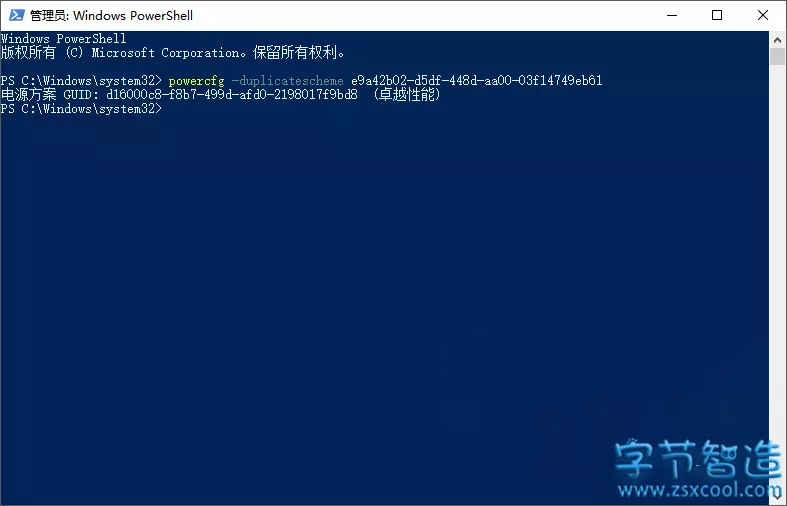 管理员: Windows PowerShell
Windows PowerShell
版权所有 (C) Microsoft Corporation。保留所有权利。
PS C:\Windows\system32> powercfg -duplicatescheme e9a42b02-d5df-448d-aa00-03f14749eb61
电源方案 GUID: d16000c8-f8b7-499d-afd0-2198017f9bd8  (卓越性能)
PS C:\Windows\system32>
字节智造
www.zsxcool.com